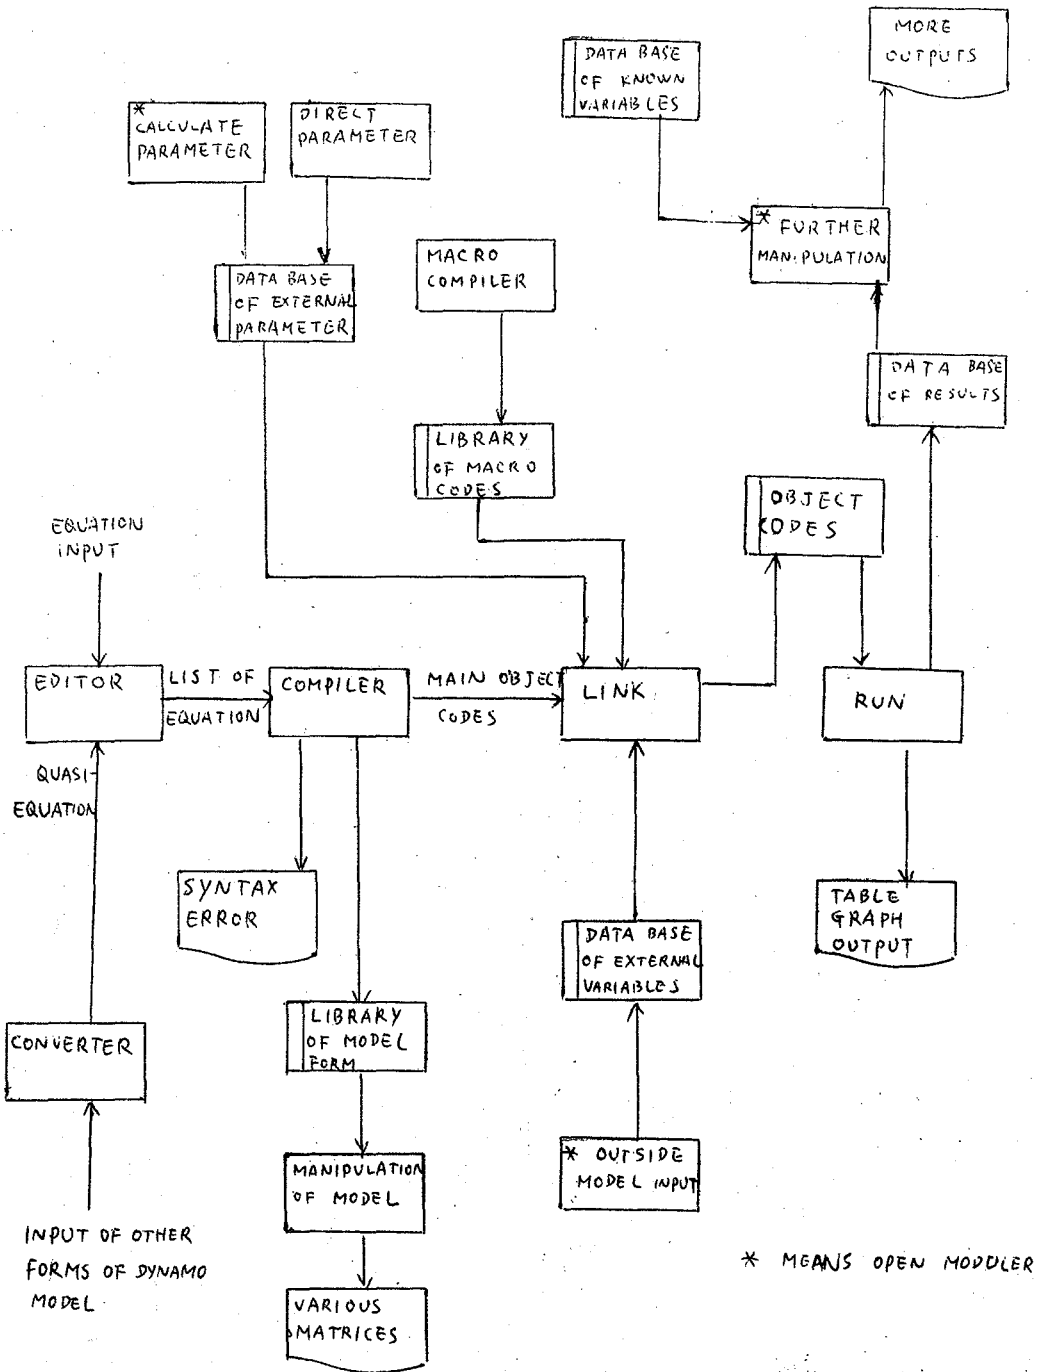 MORE
OUTPUTS
DATA BASE
OF KNOWN
VARIABLES
*
CALCULATE
PARAMETER
DIRECT
PARAMETER
* FURTHER
MANIPULATION
MACRO
COMPILER
DATA BASE
OF EXTERNAL
PARAMETER
DATA BASE
OF RESULTS
LIBRARY
OF MACRO
CODES
OBJECT
CODES
EQUATION
INPUT
EDITOR
LIST OF
EQUATION
COMPILER
MAIN OBJECT
CODES
LINK
RUN
QUASI-
EQUATION
SYNTAX
ERROR
TABLE
GRAPH
OUTPUT
DATA BASE
OF EXTERNAL
VARIABLES
CONVERTER
LIBRARY
OF MODEL
FORM
MANIPULATION
OF MODEL
* OUTSIDE
MODEL INPUT
INPUT OF OTHER
FORMS OF DYNAMO
MODEL
* MEANS OPEN MODULER
VARIOUS
MATRICES